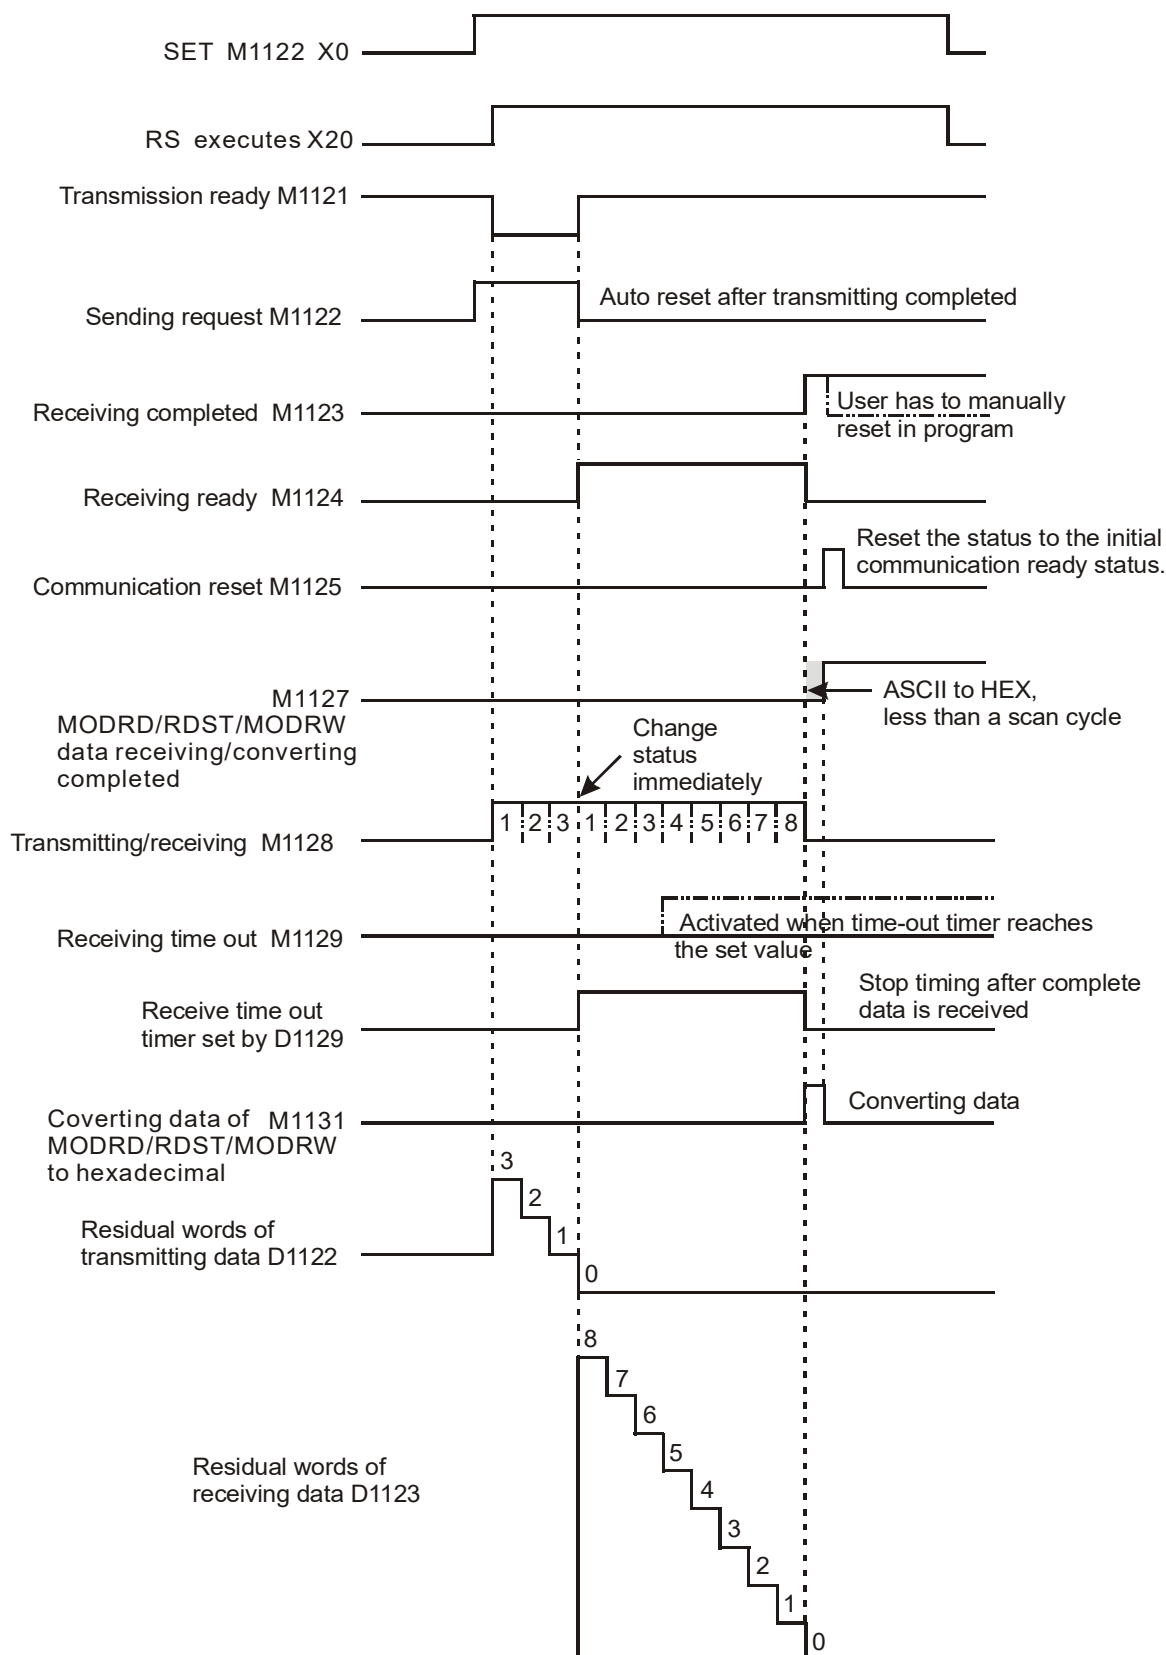 SET M1122 X0
RS executes X20
Transmission ready M1121
Sending request M1122
Auto reset after transmitting completed
Receiving completed M1123
User has to manually
reset in program
Receiving ready M1124
Communication reset M1125
Reset the status to the initial
communication ready status.
M1127
MODRD/RDST/MODRW
data receiving/converting
completed
ASCII to HEX,
less than a scan cycle
Change
status
immediately
Transmitting/receiving M1128
1 2 3 1 2 3 4 5 6 7 8
Receiving time out M1129
Activated when time-out timer reaches
the set value
Receive time out
timer set by D1129
Stop timing after complete
data is received
Coverting data of M1131
MODRD/RDST/MODRW
to hexadecimal
Converting data
Residual words of
transmitting data D1122
3
2
1
0
Residual words of
receiving data D1123
8
7
6
5
4
3
2
1
0